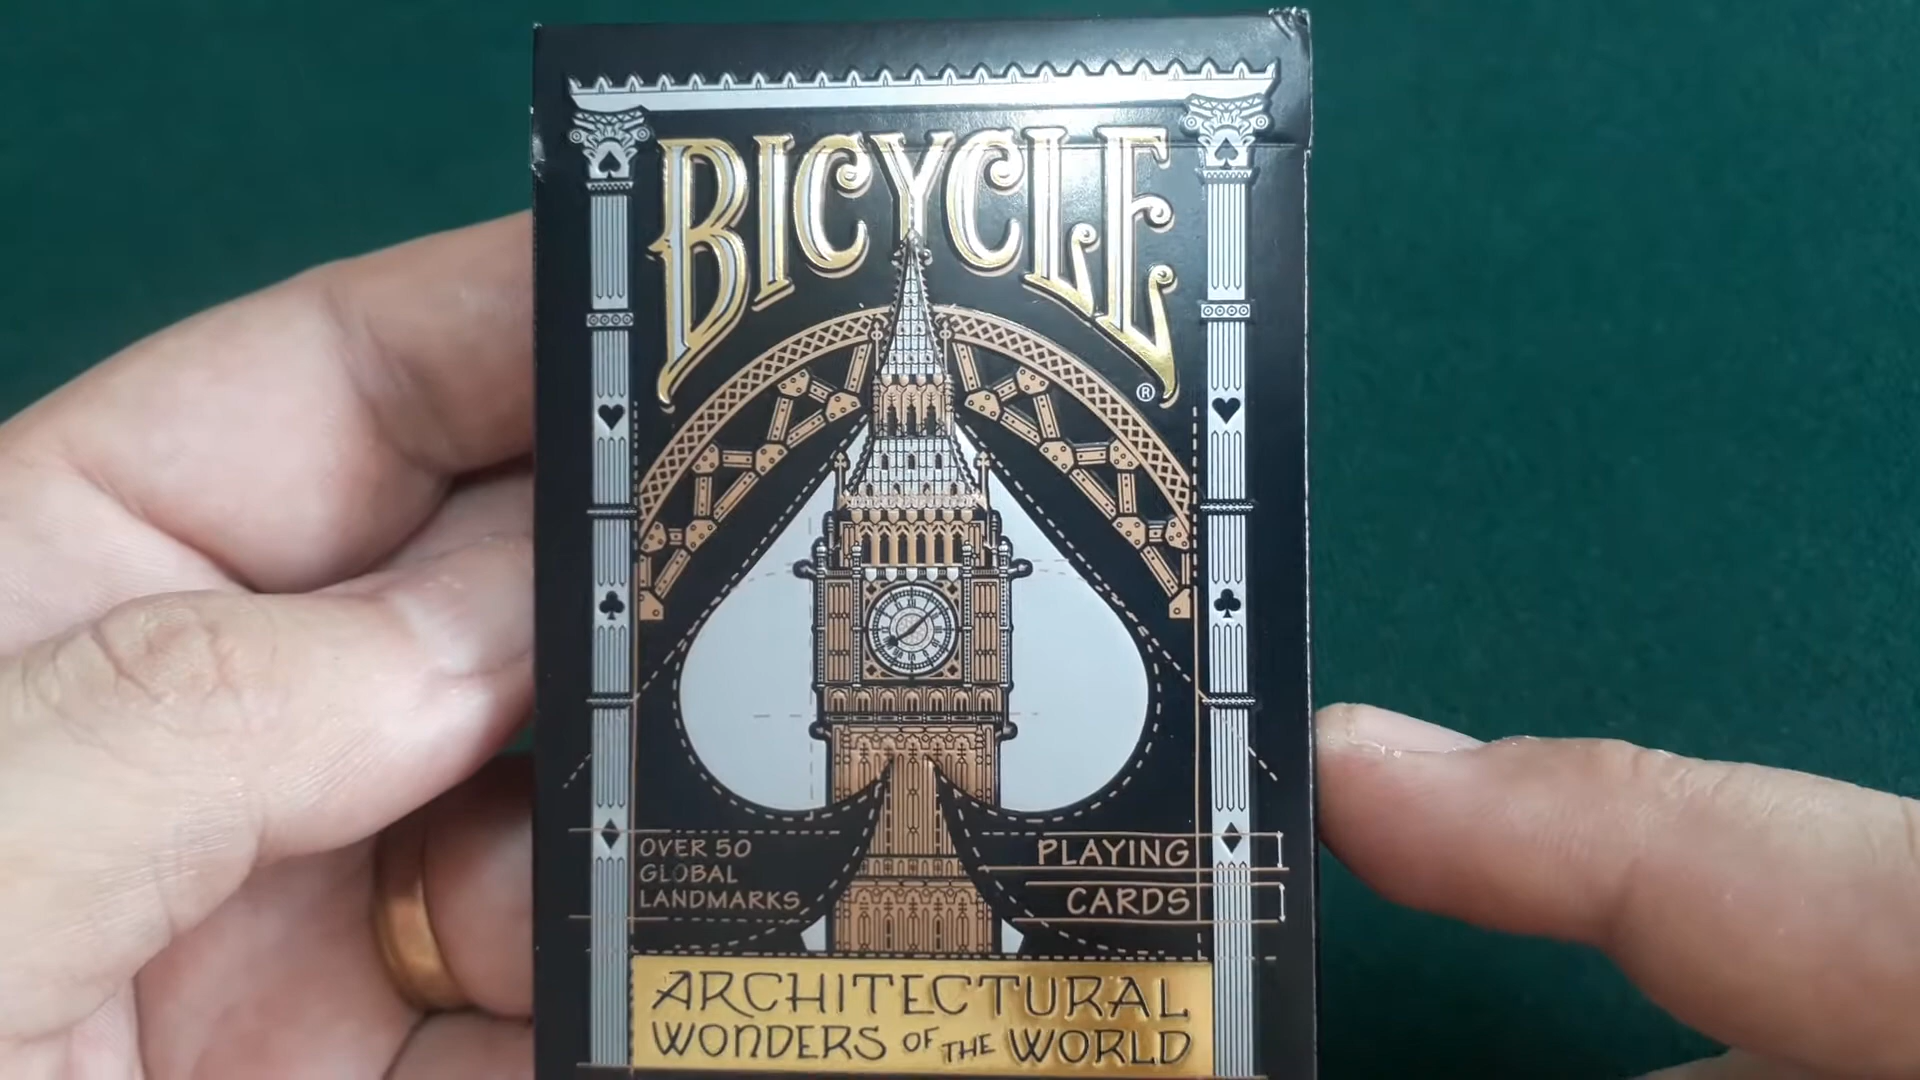 BICYCLE
®
OVER 50
GLOBAL
LANDMARKS
PLAYING
CARDS
ARCHITECTURAL
WONDERS OF THE WORLD